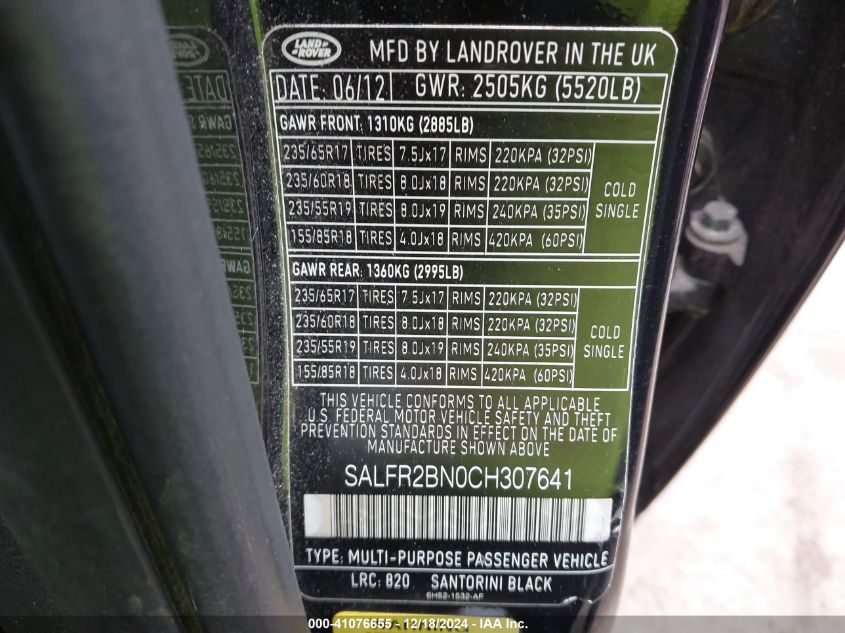 LAND
ROVER
MFD BY LANDROVER IN THE UK
DATE: 06/12 GWR: 2505KG (5520LB)
GAWR FRONT: 1310KG (2885LB)
235/65R17 TIRES 7.5Jx17 RIMS 220KPA (32PSI)
235/60R18 TIRES 8.0Jx18 RIMS 220KPA (32PSI)
235/55R19 TIRES 8.0Jx19 RIMS 240KPA (35PSI)
155/85R18 TIRES 4.0Jx18 RIMS 420KPA (60PSI)
COLD
SINGLE
GAWR REAR: 1360KG (2995LB)
235/65R17 TIRES 7.5Jx17 RIMS 220KPA (32PSI)
235/60R18 TIRES 8.0Jx18 RIMS 220KPA (32PSI)
235/55R19 TIRES 8.0Jx19 RIMS 240KPA (35PSI)
155/85R18 TIRES 4.0Jx18 RIMS 420KPA (60PSI)
COLD
SINGLE
THIS VEHICLE CONFORMS TO ALL APPLICABLE
U.S. FEDERAL MOTOR VEHICLE SAFETY AND THEFT
PREVENTION STANDARDS IN EFFECT ON THE DATE OF
MANUFACTURE SHOWN ABOVE
SALFR2BN0CH307641
TYPE: MULTI-PURPOSE PASSENGER VEHICLE
LRC: 820 SANTORINI BLACK
6H52-1532-AF
000-41076655 - 12/18/2024 -